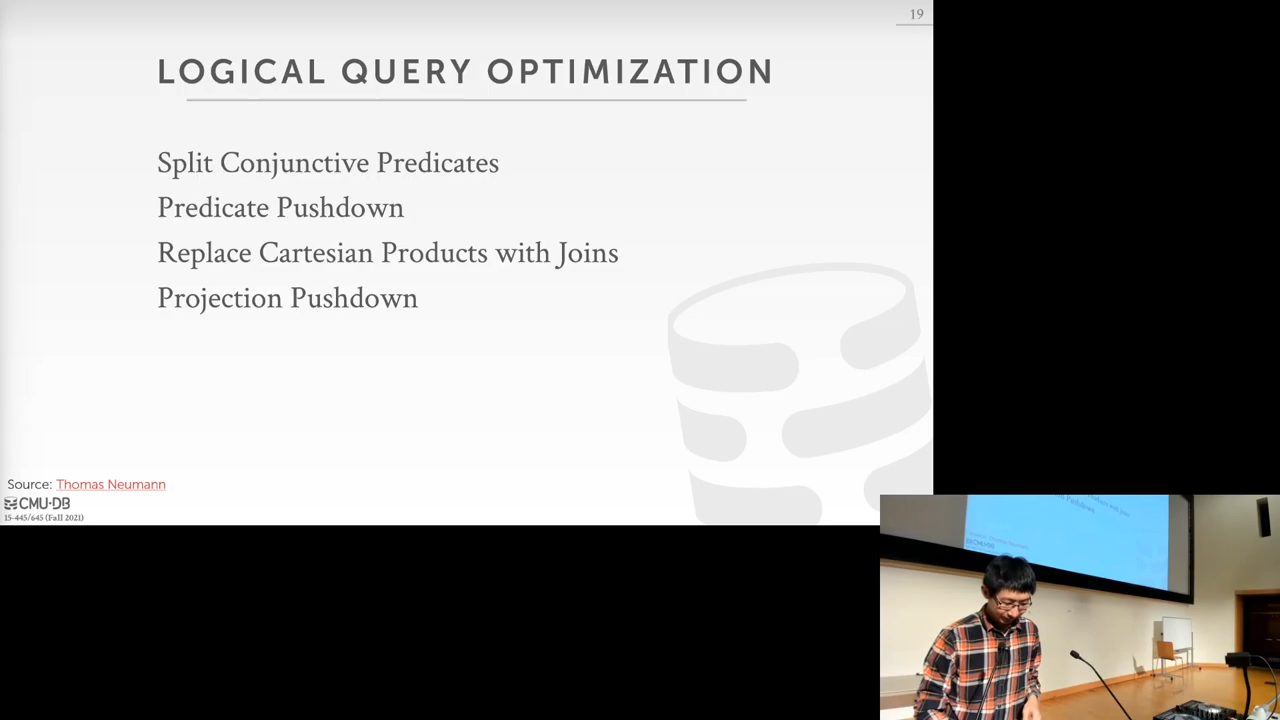 19
LOGICAL QUERY OPTIMIZATION
Split Conjunctive Predicates
Predicate Pushdown
Replace Cartesian Products with Joins
Projection Pushdown
Source: Thomas Neumann
CMU·DB
15-445/645 (Fall 2021)